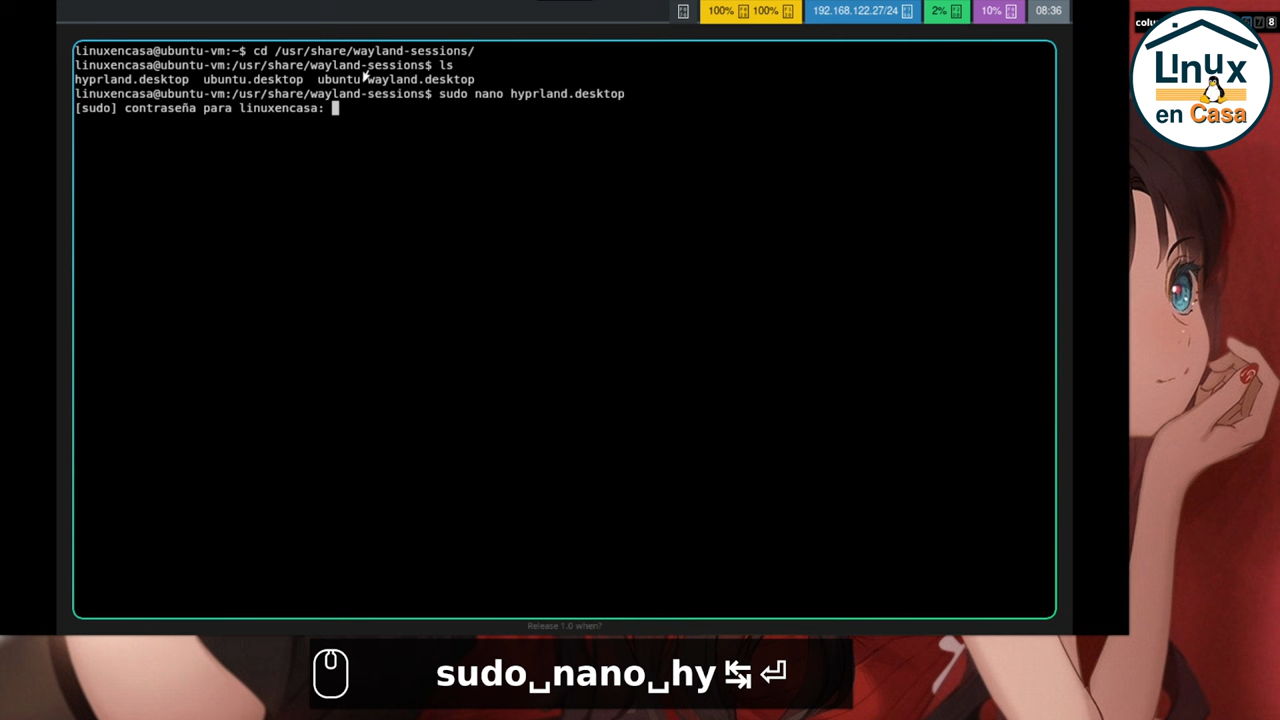 100% 100% 192.168.122.27/24 2% 10% 08:36
8
linuxencasa@ubuntu-vm:~$ cd /usr/share/wayland-sessions/
linuxencasa@ubuntu-vm:/usr/share/wayland-sessions$ ls
hyprland.desktop ubuntu.desktop ubuntu-wayland.desktop
linuxencasa@ubuntu-vm:/usr/share/wayland-sessions$ sudo nano hyprland.desktop
[sudo] contraseña para linuxencasa:
LInux
en Casa
Release 1.0 when?
sudo␣nano␣hy↹⏎